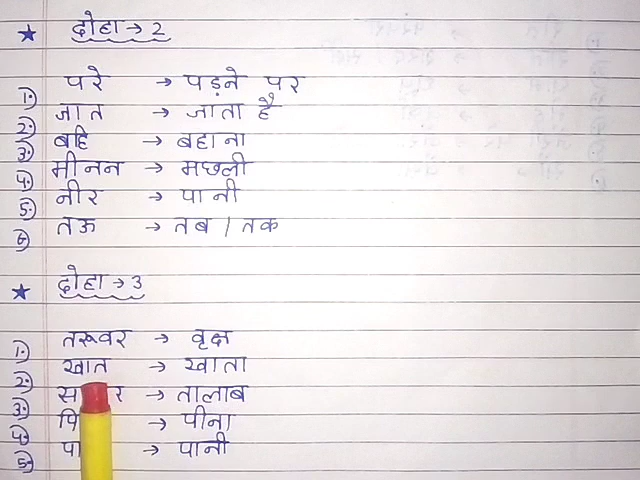 ★ दोहा → 2
1. परे → पड़ने पर
2. जात → जाता है
3. बहि → बहाना
4. मीनन → मछली
5. नीर → पानी
6. तऊ → तब / तक
★ दोहा → 3
1. तरूवर → वृक्ष
2. खात → खाता
3. → तालाब
4. → पीना
5. → पानी